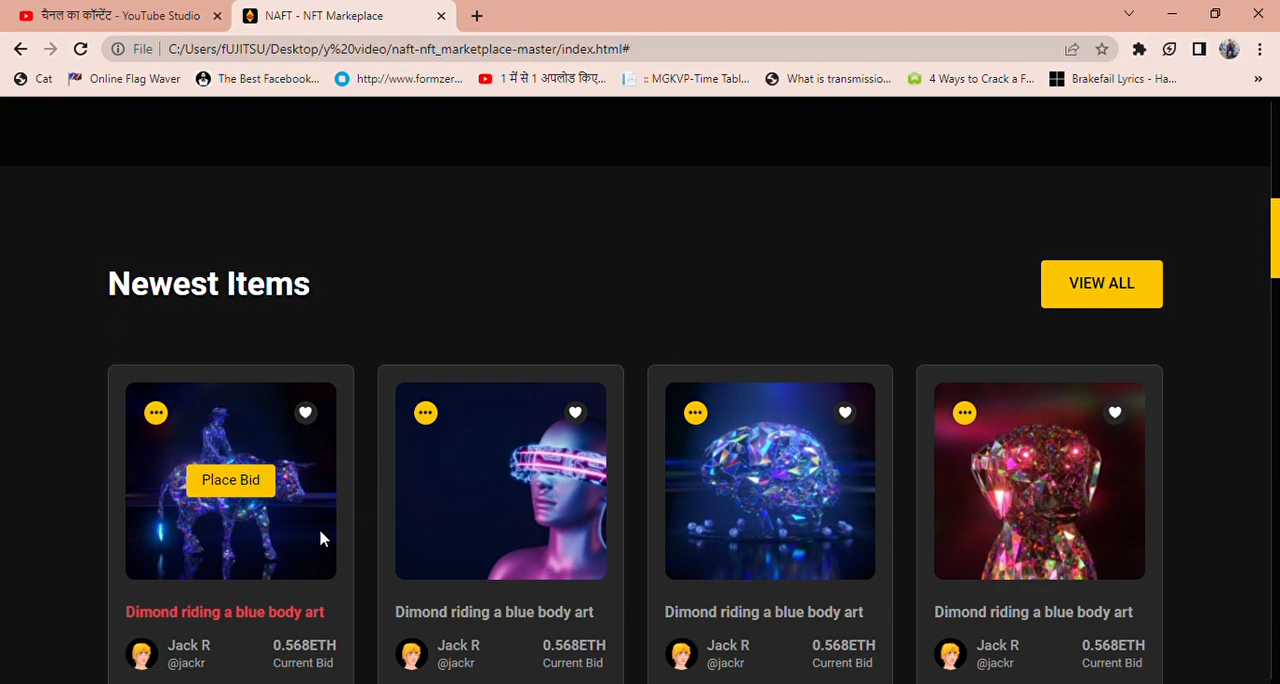 चैनल का कॉन्टेंट - YouTube Studio
NAFT - NFT Markeplace
File
C:/Users/fUJITSU/Desktop/y%20video/naft-nft_marketplace-master/index.html#
Cat
Online Flag Waver
The Best Facebook...
http://www.formzer...
1 में से 1 अपलोड किए...
:: MGKVP-Time Tabl...
What is transmissio...
4 Ways to Crack a F...
Brakefail Lyrics - Ha...
»
Newest Items
VIEW ALL
Place Bid
Dimond riding a blue body art
Jack R
0.568ETH
@jackr
Current Bid
Dimond riding a blue body art
Jack R
0.568ETH
@jackr
Current Bid
Dimond riding a blue body art
Jack R
0.568ETH
@jackr
Current Bid
Dimond riding a blue body art
Jack R
0.568ETH
@jackr
Current Bid